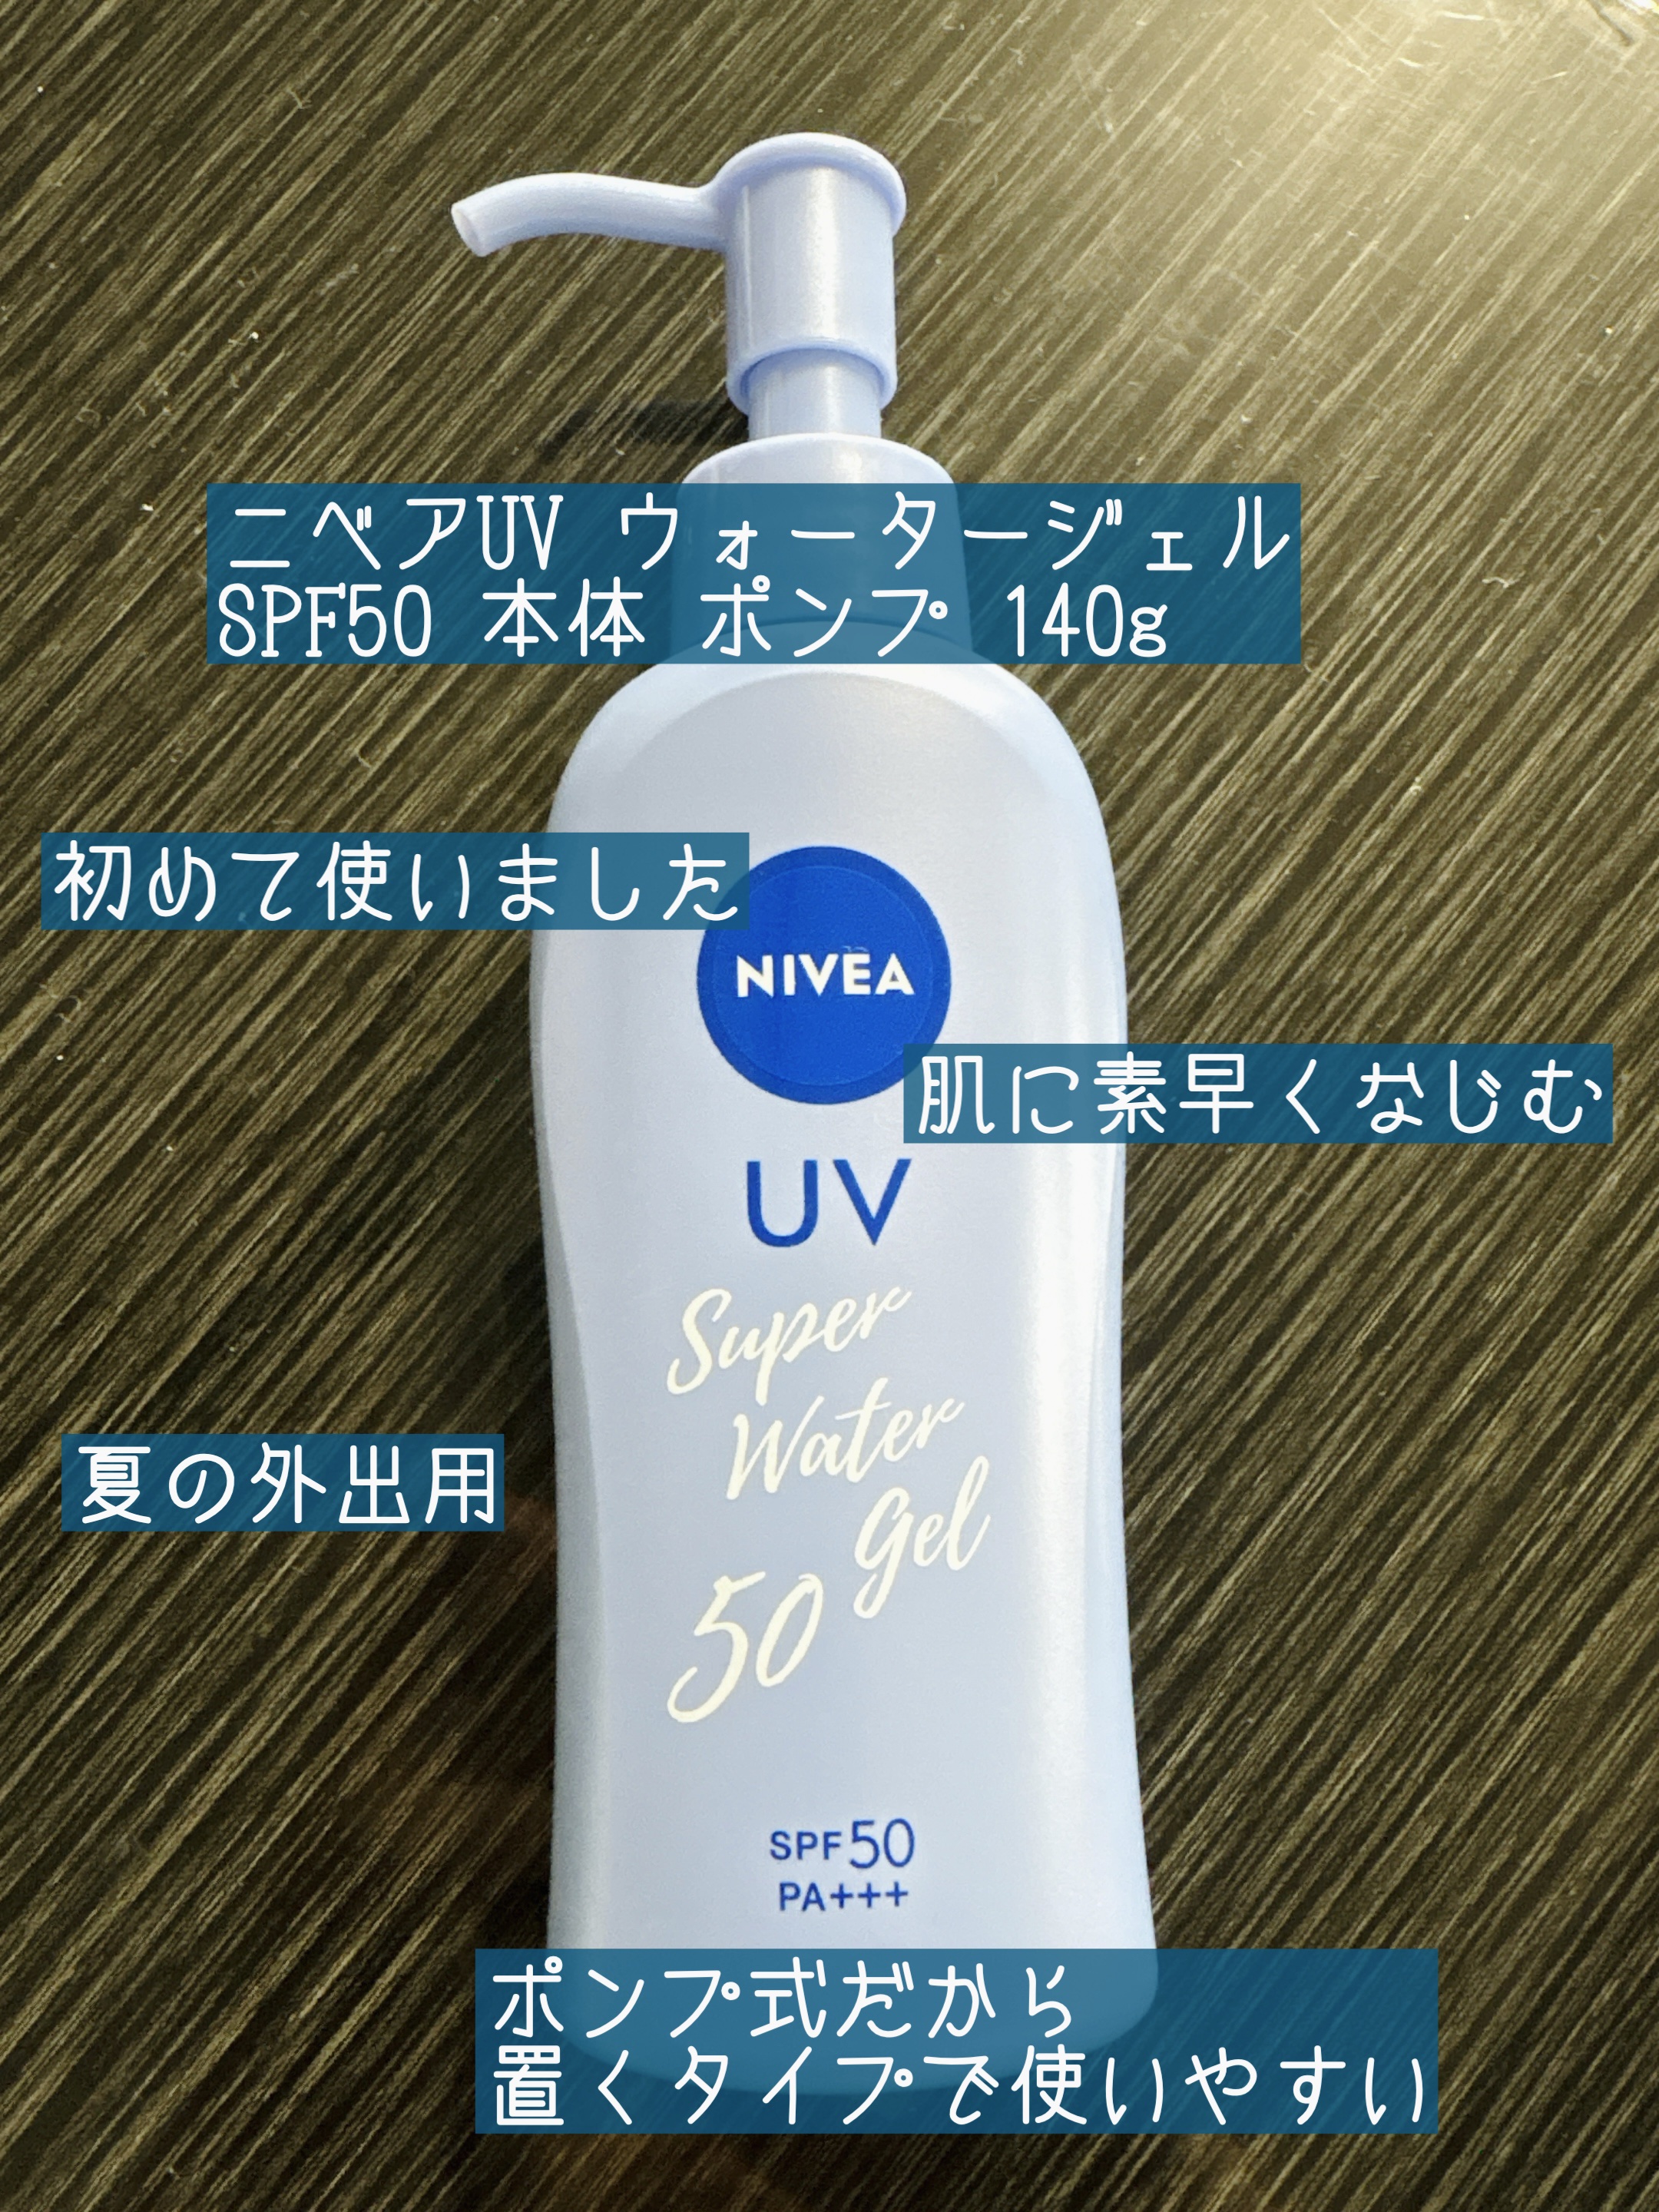 ニベアUV ウォータージェル
SPF50 本体 ポンプ 140g
初めて使いました
NIVEA
肌に素早くなじむ
UV
Super
Water
Gel
50
夏の外出用
SPF50
PA+++
ポンプ式だから
置くタイプで使いやすい